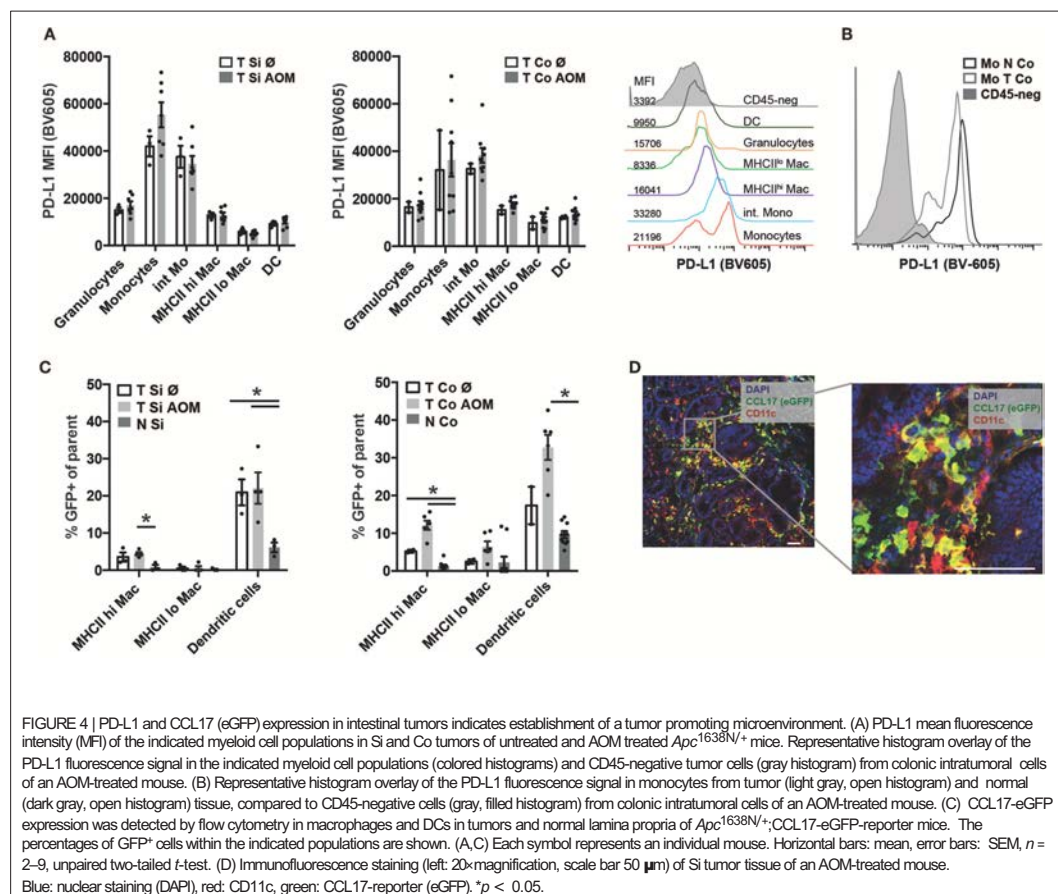 A
80000
60000
40000
20000
0
PD-L1 MFI (BV605)
T Si Ø
T Si AOM
Granulocytes
Monocytes
int Mo
MHCII hi Mac
MHCII lo Mac
DC
80000
60000
40000
20000
0
PD-L1 MFI (BV605)
T Co Ø
T Co AOM
Granulocytes
Monocytes
int Mo
MHCII hi Mac
MHCII lo Mac
DC
MFI
3392 CD45-neg
9950 DC
15706 Granulocytes
8336 MHCIIlo Mac
16041 MHCIIhi Mac
33280 int. Mono
21196 Monocytes
PD-L1 (BV605)
B
Mo N Co
Mo T Co
CD45-neg
PD-L1 (BV-605)
C
50
40
30
20
10
0
% GFP+ of parent
T Si Ø
T Si AOM
N Si
*
*
MHCII hi Mac
MHCII lo Mac
Dendritic cells
50
40
30
20
10
0
% GFP+ of parent
T Co Ø
T Co AOM
N Co
*
*
MHCII hi Mac
MHCII lo Mac
Dendritic cells
D
DAPI
CCL17 (eGFP)
CD11c
DAPI
CCL17 (eGFP)
CD11c
FIGURE 4 | PD-L1 and CCL17 (eGFP) expression in intestinal tumors indicates establishment of a tumor promoting microenvironment. (A) PD-L1 mean fluorescence
intensity (MFI) of the indicated myeloid cell populations in Si and Co tumors of untreated and AOM treated Apc1638N/+ mice. Representative histogram overlay of the
PD-L1 fluorescence signal in the indicated myeloid cell populations (colored histograms) and CD45-negative tumor cells (gray histogram) from colonic intratumoral cells
of an AOM-treated mouse. (B) Representative histogram overlay of the PD-L1 fluorescence signal in monocytes from tumor (light gray, open histogram) and normal
(dark gray, open histogram) tissue, compared to CD45-negative cells (gray, filled histogram) from colonic intratumoral cells of an AOM-treated mouse. (C) CCL17-eGFP
expression was detected by flow cytometry in macrophages and DCs in tumors and normal lamina propria of Apc1638N/+;CCL17-eGFP-reporter mice. The
percentages of GFP+ cells within the indicated populations are shown. (A,C) Each symbol represents an individual mouse. Horizontal bars: mean, error bars: SEM, n =
2–9, unpaired two-tailed t-test. (D) Immunofluorescence staining (left: 20×magnification, scale bar 50 µm) of Si tumor tissue of an AOM-treated mouse.
Blue: nuclear staining (DAPI), red: CD11c, green: CCL17-reporter (eGFP). *p < 0.05.